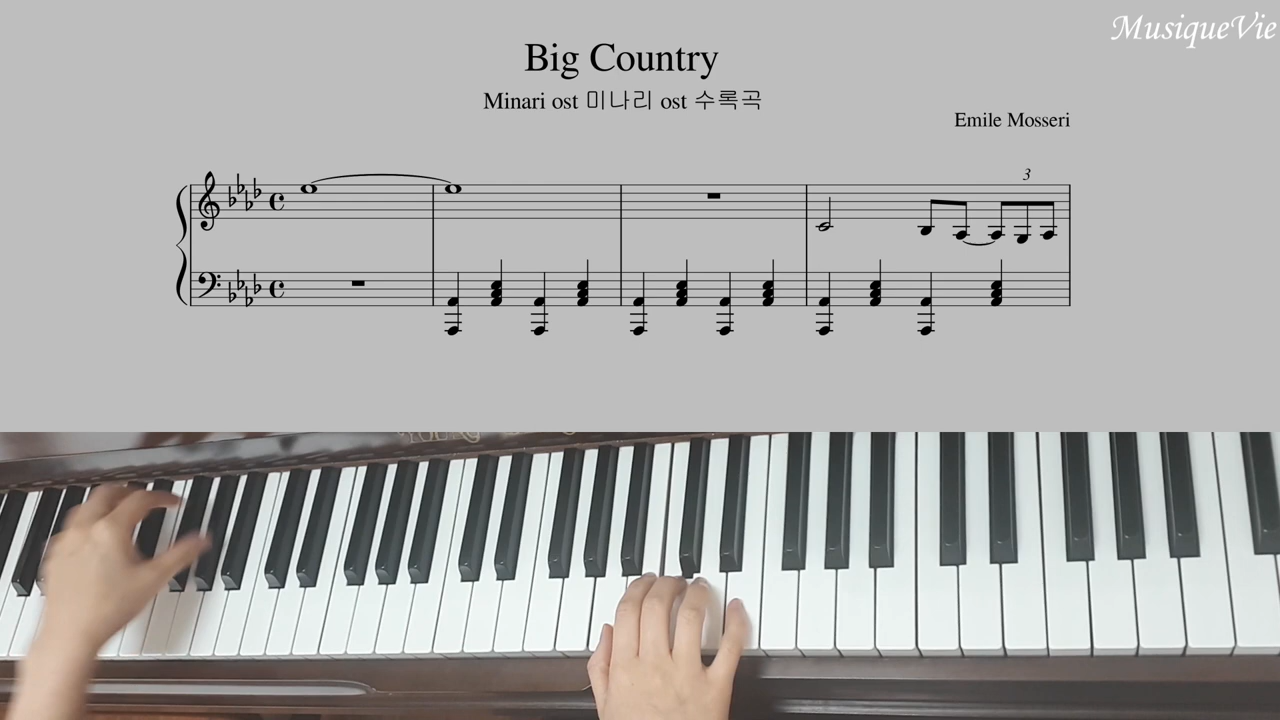 MusiqueVie
Big Country
Minari ost 미나리 ost 수록곡
Emile Mosseri
3